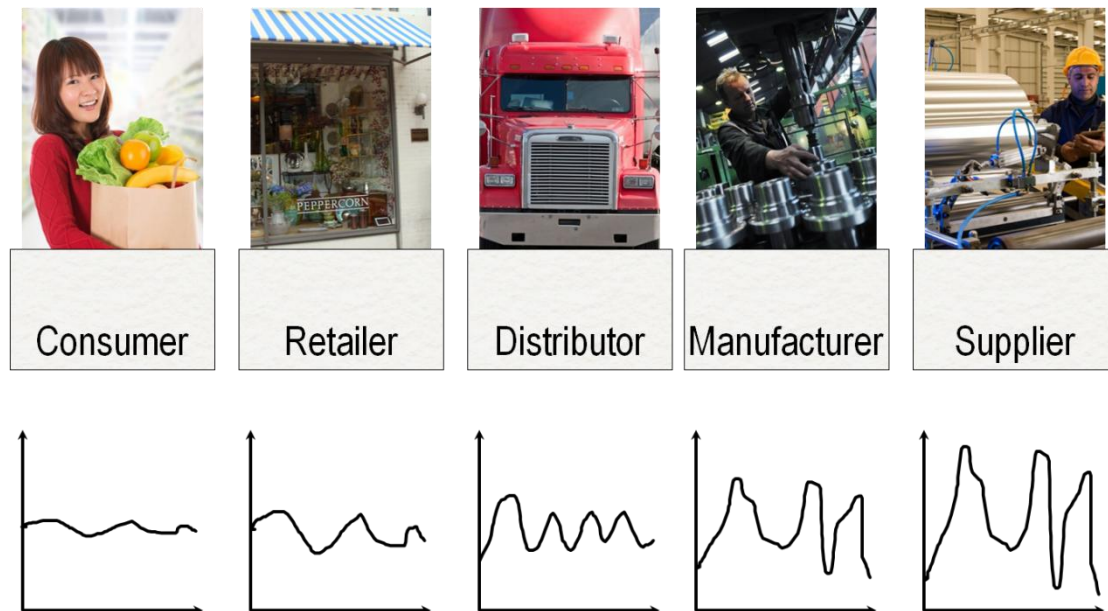 PEPPERCORN
Consumer
Retailer
Distributor
Manufacturer
Supplier